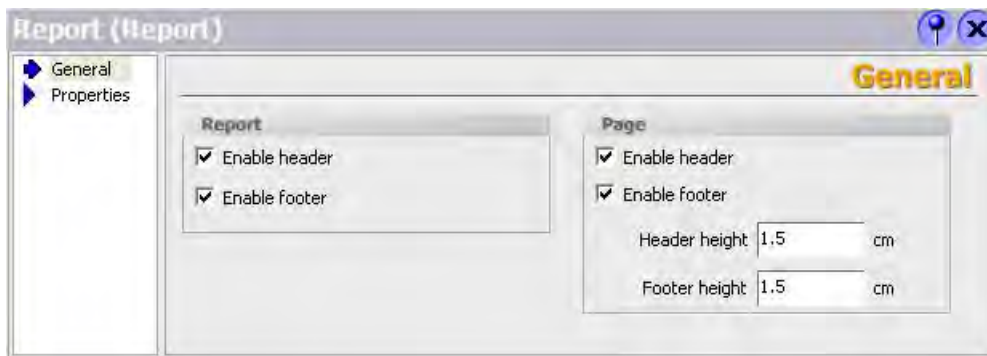 Report (Report)
General
Properties
General
Report
Enable header
Enable footer
Page
Enable header
Enable footer
Header height 1.5 cm
Footer height 1.5 cm